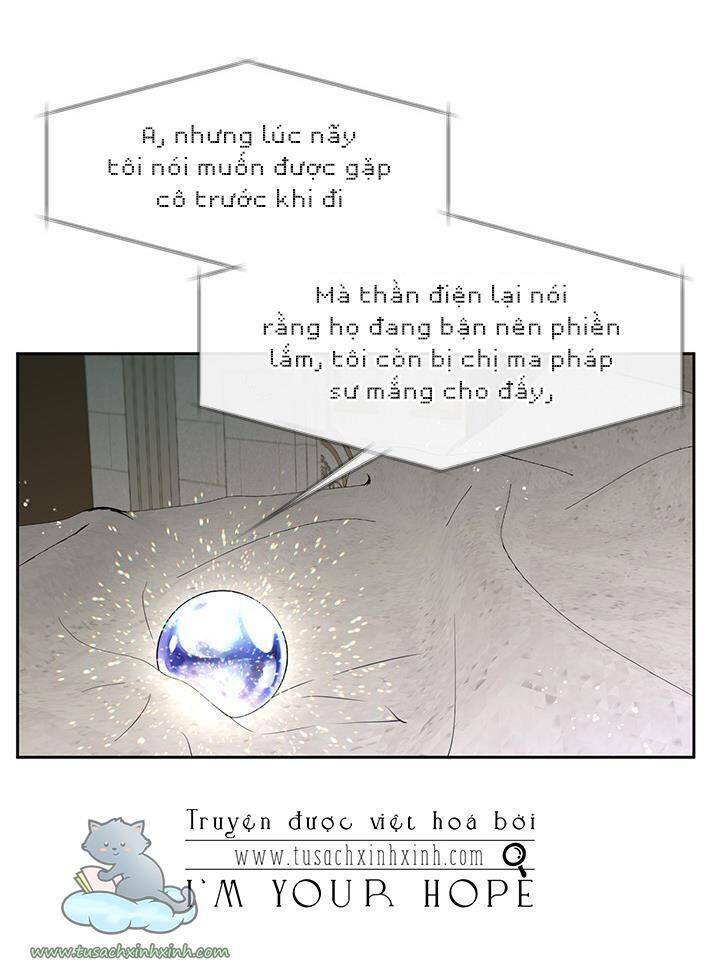 A, nhưng lúc nãy
tôi nói muốn được gặp
cô trước khi đi
Mà thần điện lại nói
rằng họ đang bận nên phiền
lắm, tôi còn bị chị ma pháp
sư mắng cho đấy,
Truyện được việt hoá bởi
www.tusachxinhxinh.com
I'M YOUR HOPE
www.tusachxinhxinh.com